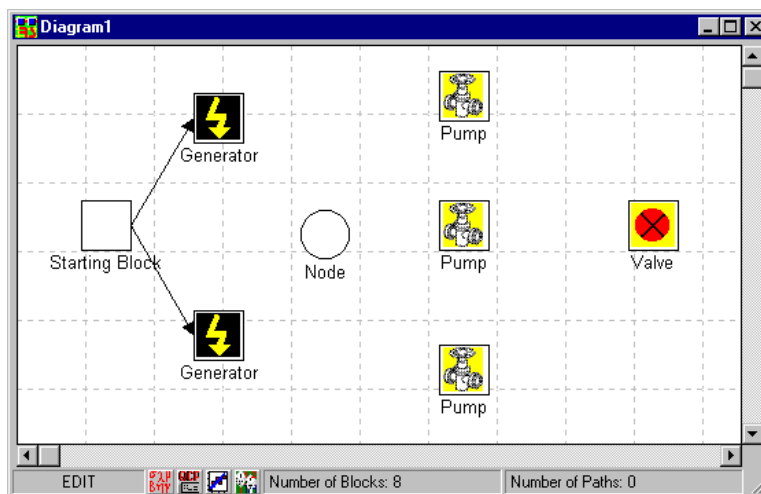 Diagram1
Generator
Pump
Starting Block
Node
Pump
Valve
Generator
Pump
EDIT
QCP
Number of Blocks: 8
Number of Paths: 0